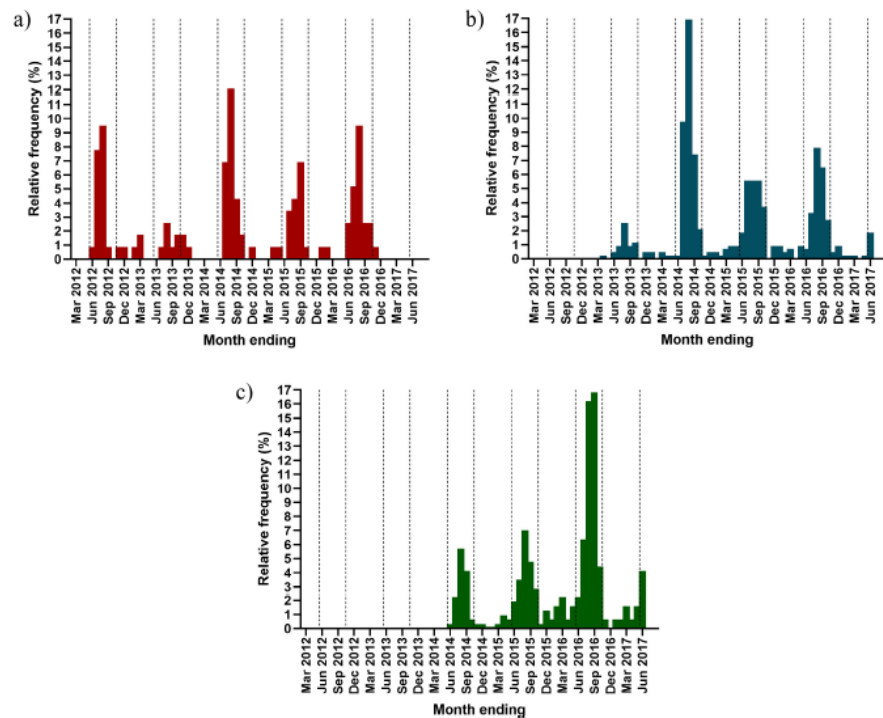 a)
Relative frequency (%)
17
16
15
14
13
12
11
10
9
8
7
6
5
4
3
2
1
0
Mar 2012
Jun 2012
Sep 2012
Dec 2012
Mar 2013
Jun 2013
Sep 2013
Dec 2013
Mar 2014
Jun 2014
Sep 2014
Dec 2014
Mar 2015
Jun 2015
Sep 2015
Dec 2015
Mar 2016
Jun 2016
Sep 2016
Dec 2016
Mar 2017
Jun 2017
Month ending
b)
Relative frequency (%)
17
16
15
14
13
12
11
10
9
8
7
6
5
4
3
2
1
0
Mar 2012
Jun 2012
Sep 2012
Dec 2012
Mar 2013
Jun 2013
Sep 2013
Dec 2013
Mar 2014
Jun 2014
Sep 2014
Dec 2014
Mar 2015
Jun 2015
Sep 2015
Dec 2015
Mar 2016
Jun 2016
Sep 2016
Dec 2016
Mar 2017
Jun 2017
Month ending
c)
Relative frequency (%)
17
16
15
14
13
12
11
10
9
8
7
6
5
4
3
2
1
0
Mar 2012
Jun 2012
Sep 2012
Dec 2012
Mar 2013
Jun 2013
Sep 2013
Dec 2013
Mar 2014
Jun 2014
Sep 2014
Dec 2014
Mar 2015
Jun 2015
Sep 2015
Dec 2015
Mar 2016
Jun 2016
Sep 2016
Dec 2016
Mar 2017
Jun 2017
Month ending